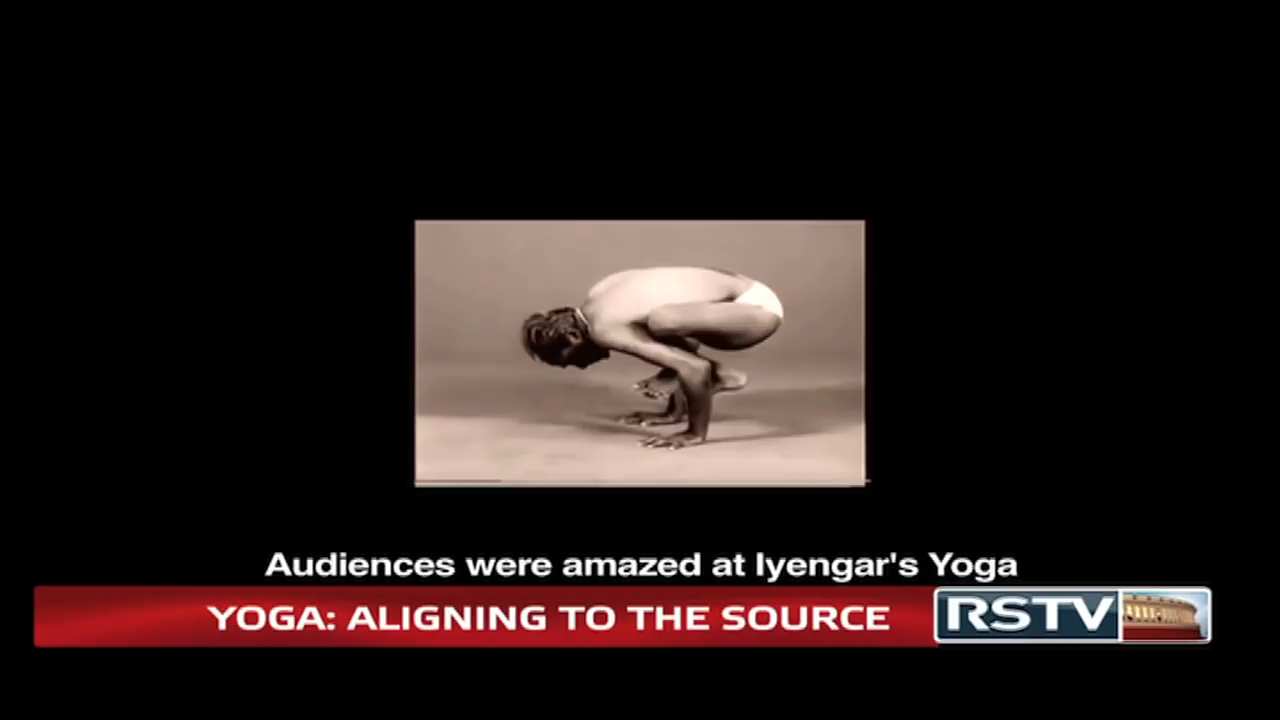 Audiences were amazed at Iyengar's Yoga
YOGA: ALIGNING TO THE SOURCE
RSTV